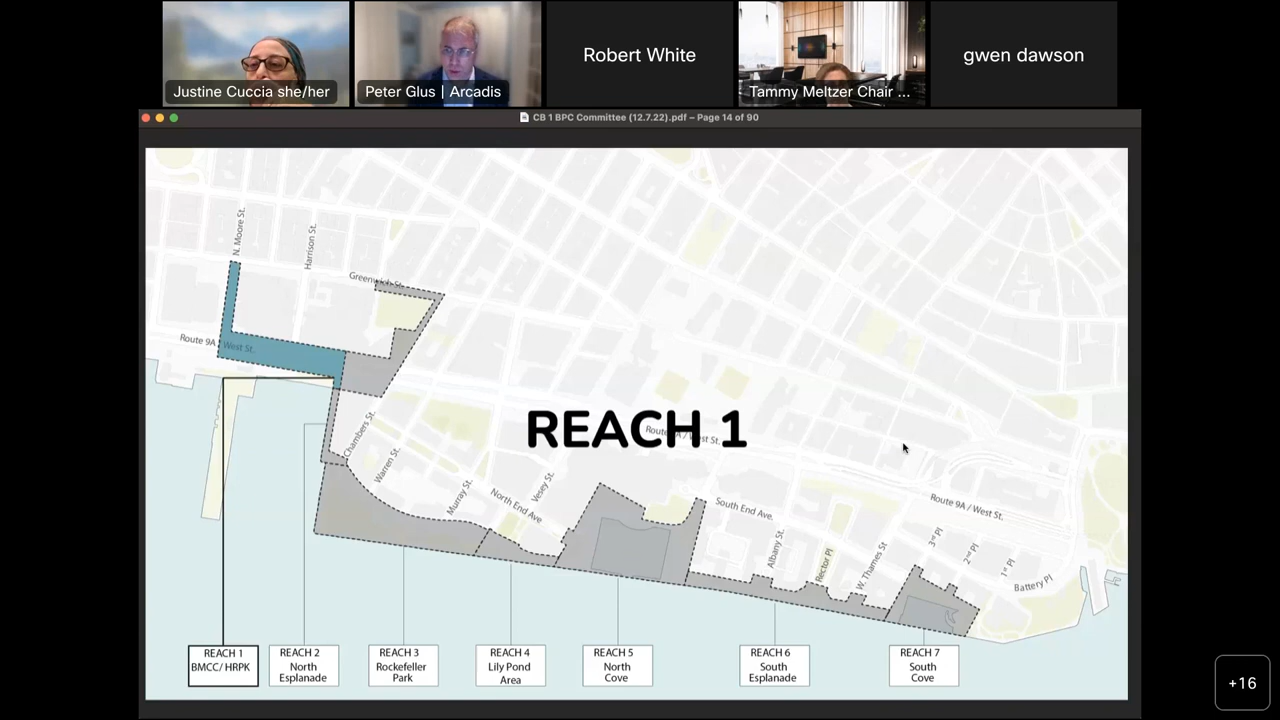 Justine Cuccia she/her
Peter Glus | Arcadis
Robert White
Tammy Meltzer Chair ...
gwen dawson
CB 1 BPC Committee (12.7.22).pdf – Page 14 of 90
N. Moore St.
Harrison St.
Greenwich St.
Route 9A / West St.
Chambers St.
Warren St.
Murray St.
North End Ave
Vesey St.
REACH 1
Route 9A / West St.
South End Ave.
Albany St.
Rector Pl
W. Thames St
Route 9A / West St.
3rd Pl
2nd Pl
1st Pl
Battery Pl
REACH 1
BMCC/ HRPK
REACH 2
North
Esplanade
REACH 3
Rockefeller
Park
REACH 4
Lily Pond
Area
REACH 5
North
Cove
REACH 6
South
Esplanade
REACH 7
South
Cove
+16